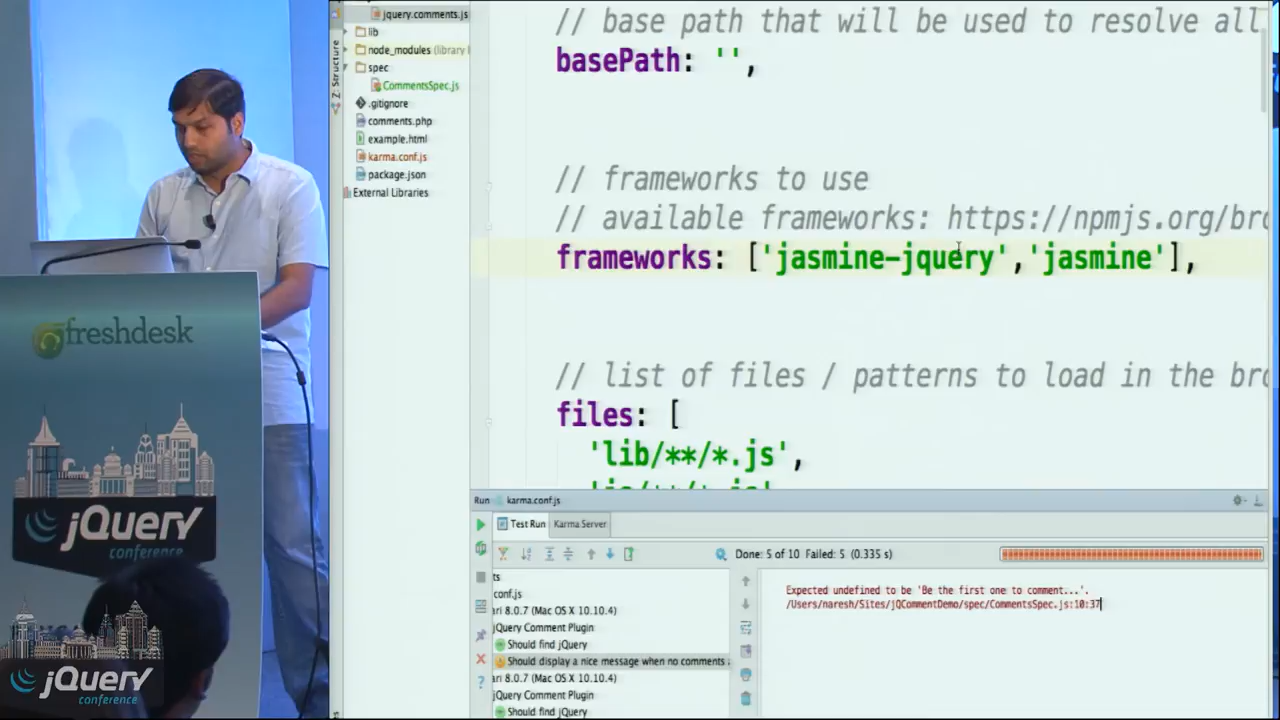 jquery.comments.js
lib
node_modules (library
spec
CommentsSpec.js
.gitignore
comments.php
example.html
karma.conf.js
package.json
External Libraries
Z: Structure
// base path that will be used to resolve all
basePath: '',
// frameworks to use
// available frameworks: https://npmjs.org/bro
frameworks: ['jasmine-jquery','jasmine'],
// list of files / patterns to load in the bro
files: [
'lib/**/*.js',
Run karma.conf.js
Test Run Karma Server
Done: 5 of 10 Failed: 5 (0.335 s)
ts
conf.js
ari 8.0.7 (Mac OS X 10.10.4)
jQuery Comment Plugin
Should find jQuery
Should display a nice message when no comments a
ari 8.0.7 (Mac OS X 10.10.4)
jQuery Comment Plugin
Should find jQuery
Expected undefined to be 'Be the first one to comment...'.
/Users/naresh/Sites/jQCommentDemo/spec/CommentsSpec.js:10:37
freshdesk
jQuery
conference
jQuery
conference